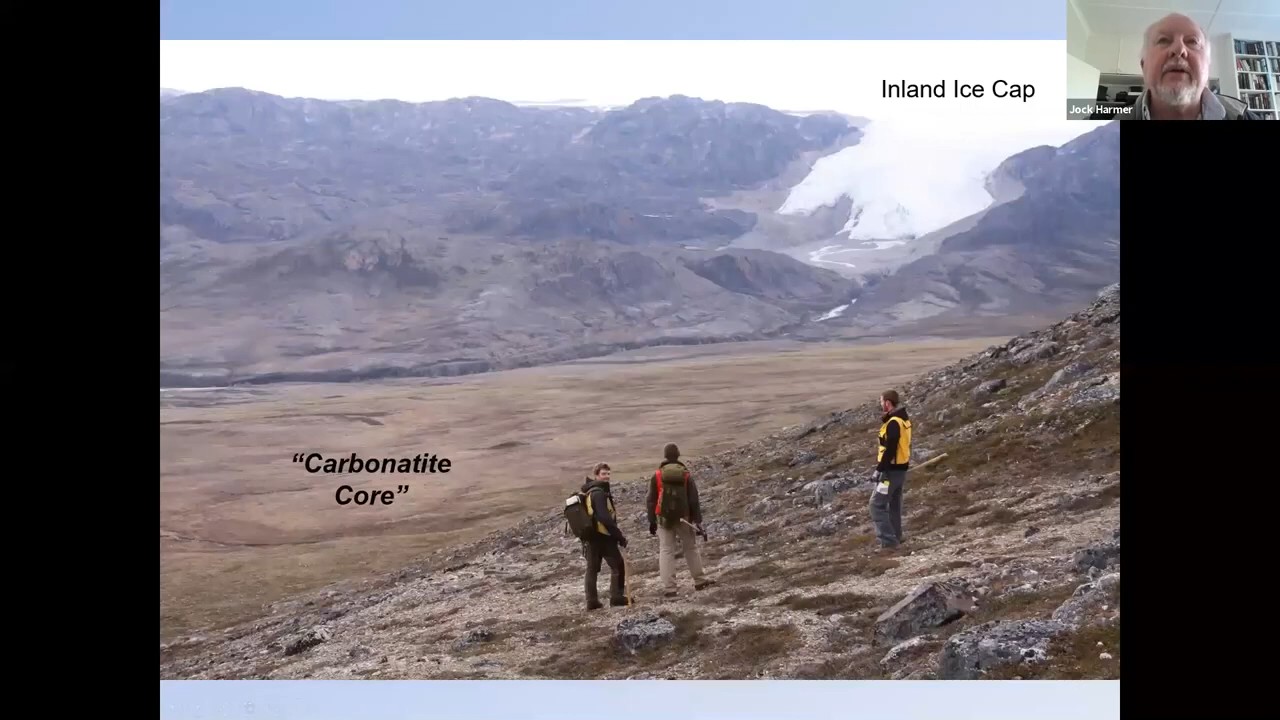 Inland Ice Cap
Jock Harmer
“Carbonatite
Core”